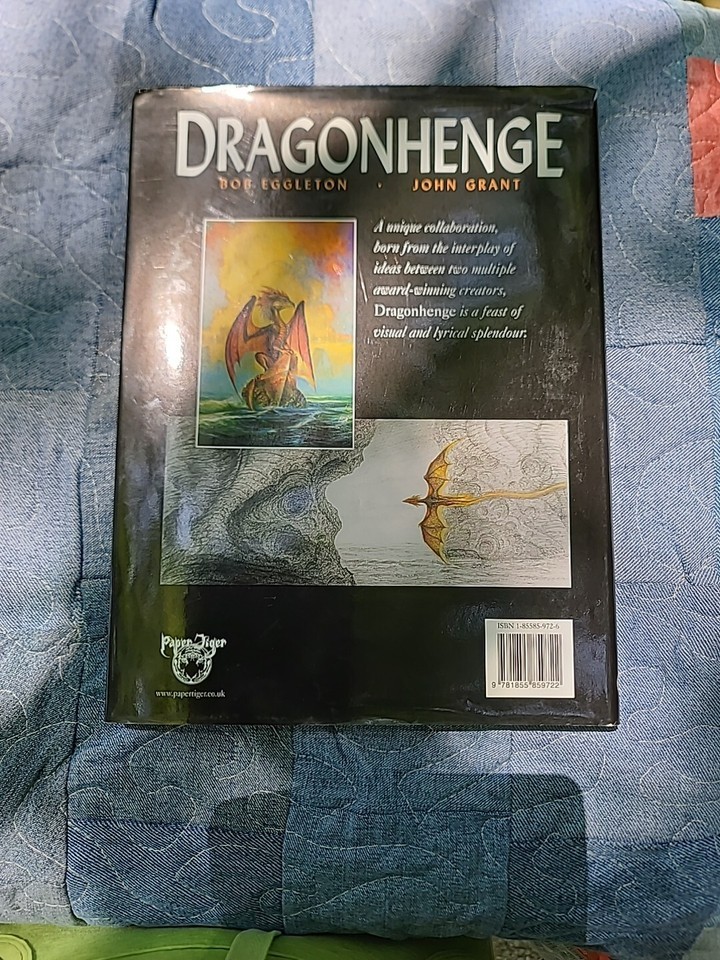 DRAGONHENGE
BOB EGGLETON · JOHN GRANT
A unique collaboration,
born from the interplay of
ideas between two multiple
award-winning creators,
Dragonhenge is a feast of
visual and lyrical splendour.
Paper Tiger
www.papertiger.co.uk
ISBN 1-85585-972-6
9 781855 859722